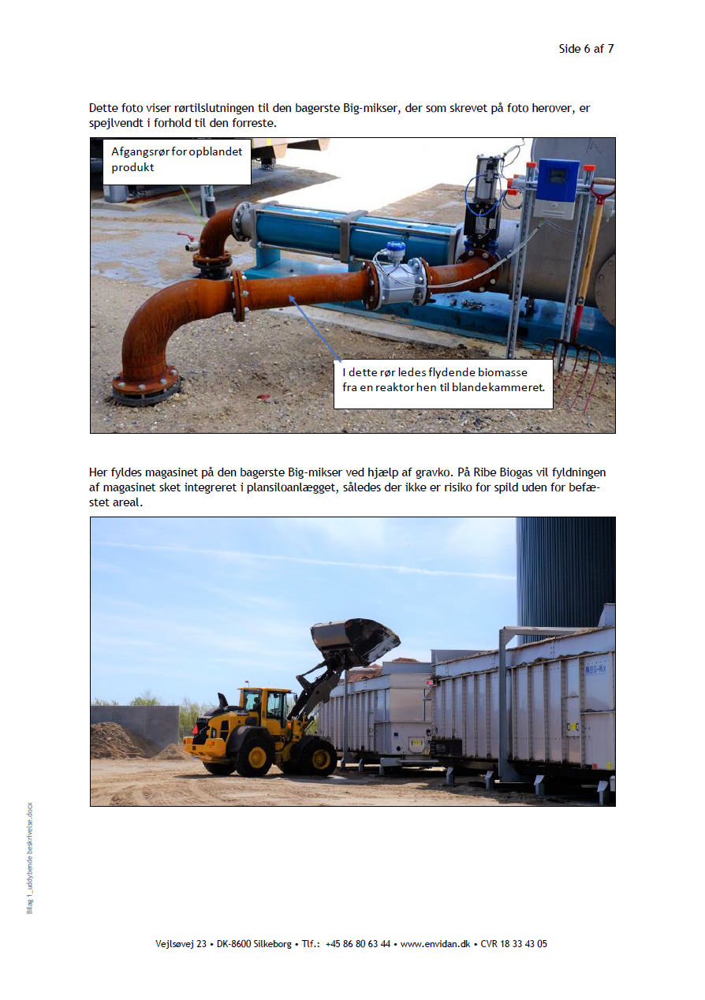 Side 6 af 7
Dette foto viser rørtilslutningen til den bagerste Big-mikser, der som skrevet på foto herover, er
spejlvendt i forhold til den forreste.
Afgangsrør for opblandet
produkt
I dette rør ledes flydende biomasse
fra en reaktor hen til blandekammeret.
Her fyldes magasinet på den bagerste Big-mikser ved hjælp af gravko. På Ribe Biogas vil fyldningen
af magasinet sket integreret i plansiloanlægget, således der ikke er risiko for spild uden for befæ-
stet areal.
BIG-Mix
Bilag 1_uddybende beskrivelse.docx
Vejlsøvej 23 • DK-8600 Silkeborg • Tlf.: +45 86 80 63 44 • www.envidan.dk • CVR 18 33 43 05